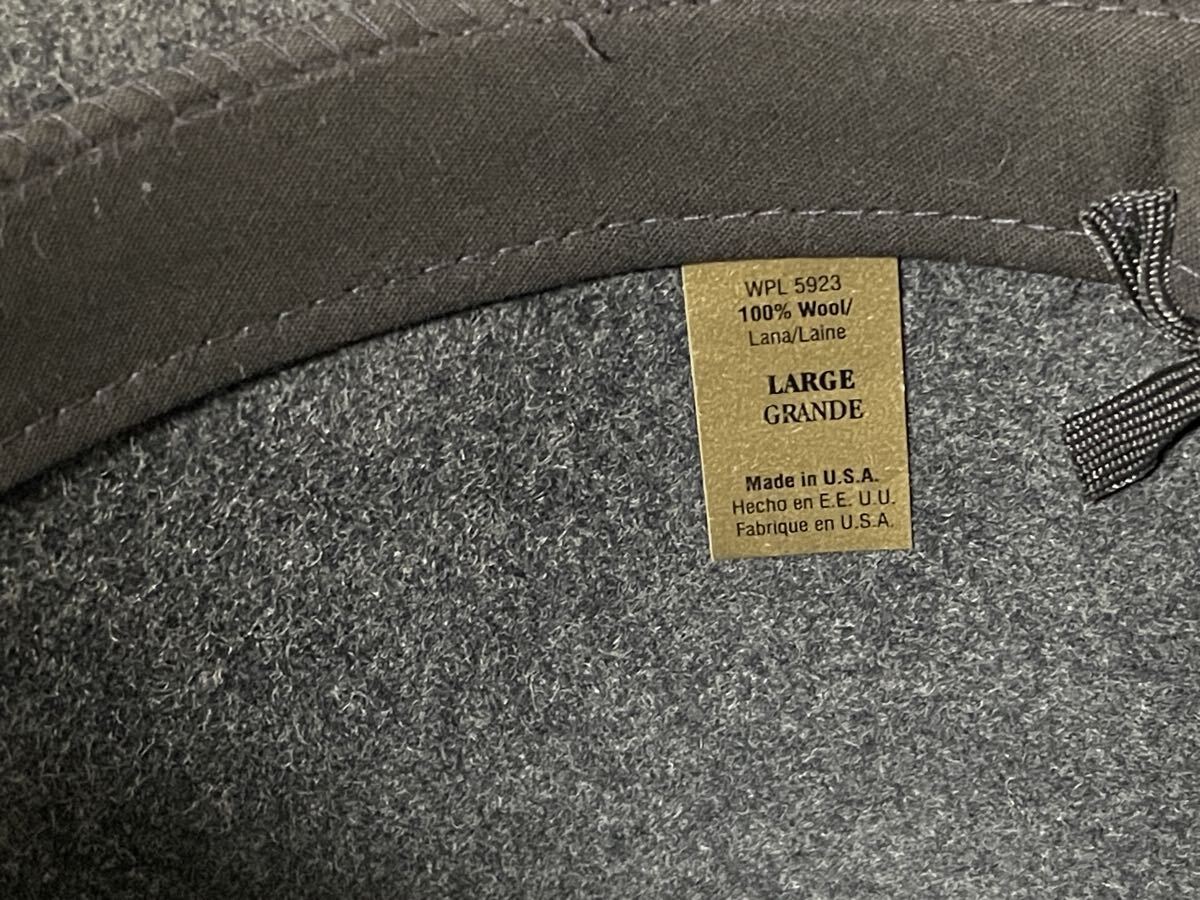 WPL 5923
100% Wool/
Lana/Laine
LARGE
GRANDE
Made in U.S.A.
Hecho en E.E. U.U.
Fabrique en U.S.A.